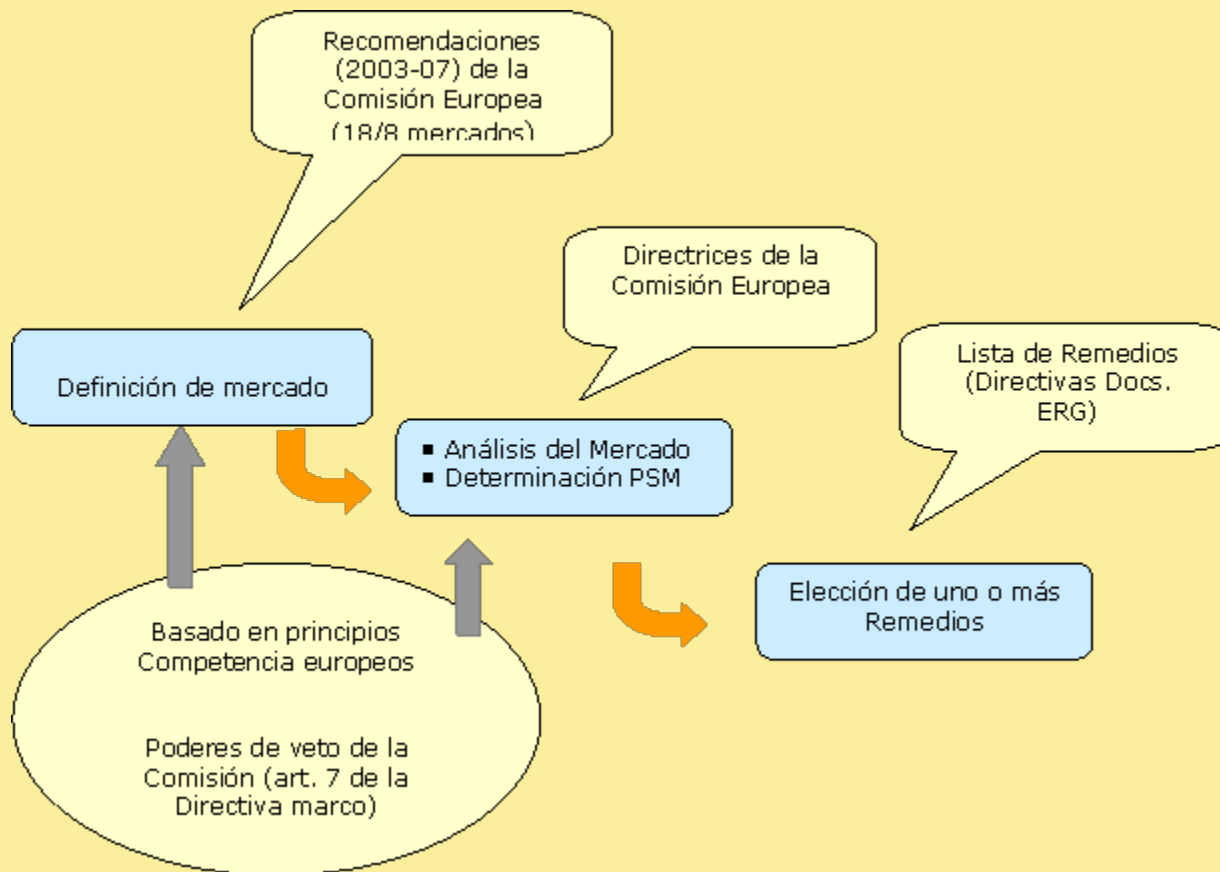 Recomendaciones
(2003-07) de la
Comisión Europea
(18/8 mercados)
Directrices de la
Comisión Europea
Lista de Remedios
(Directivas Docs.
ERG)
Definición de mercado
▪ Análisis del Mercado
▪ Determinación PSM
Elección de uno o más
Remedios
Basado en principios
Competencia europeos
Poderes de veto de la
Comisión (art. 7 de la
Directiva marco)